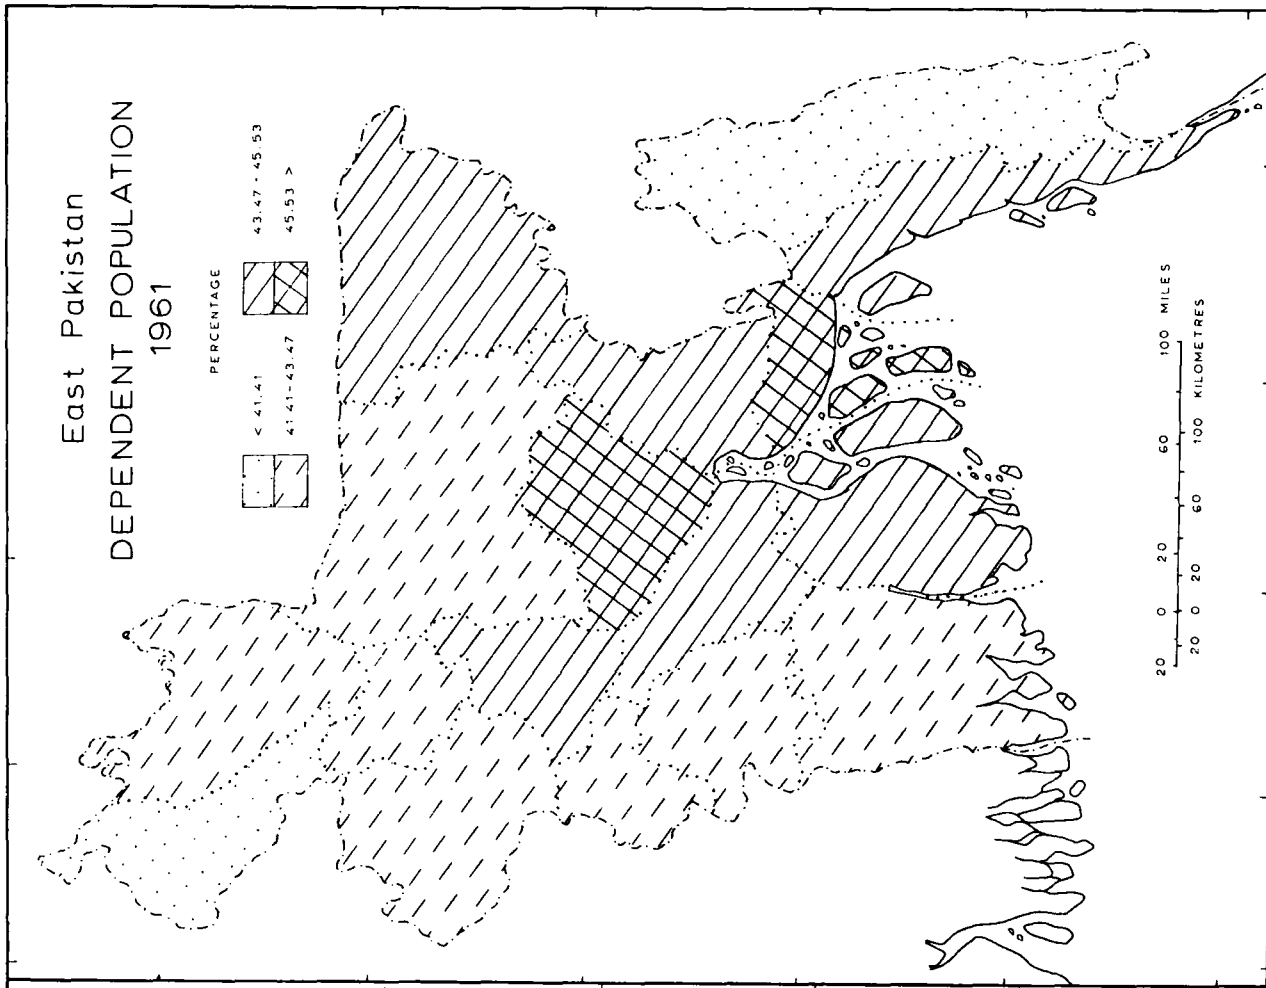 East Pakistan
DEPENDENT POPULATION
1961
PERCENTAGE
< 41.41
41 41-43.47
43.47 - 45.53
45.53 >
20 0 20 60 100 MILES
20 0 20 60 100 KILOMETRES